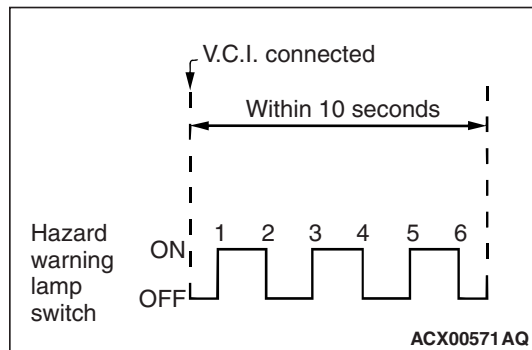 V.C.I. connected
Within 10 seconds
1 2 3 4 5 6
Hazard
warning
lamp
switch
ON
OFF
ACX00571AQ